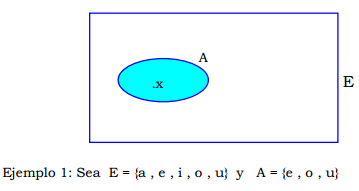 A
.x
E
Ejemplo 1: Sea E = {a , e , i , o , u} y A = {e , o , u}